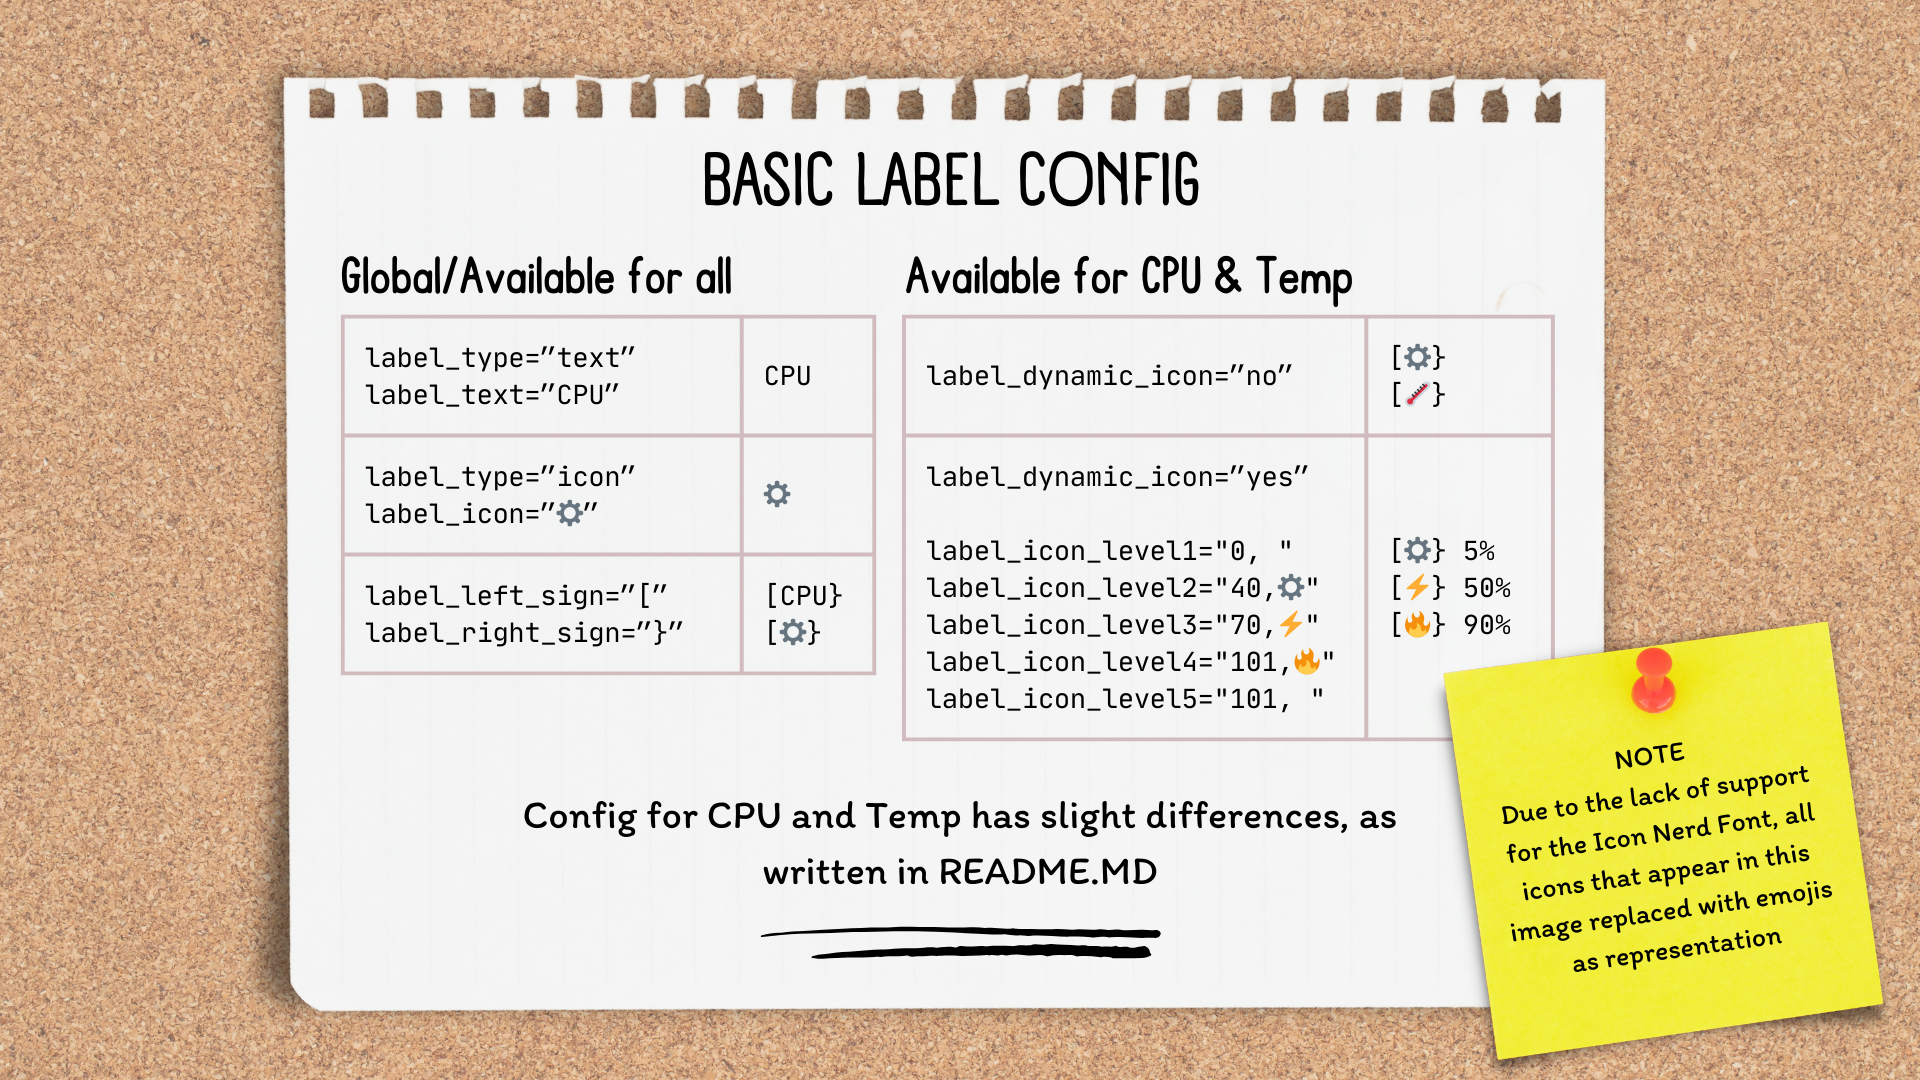 BASIC LABEL CONFIG
Global/Available for all
label_type=”text”
label_text=”CPU”
CPU
label_type=”icon”
label_icon=”⚙️”
⚙️
label_left_sign=”[”
label_right_sign=”}”
[CPU}
[⚙️}
Available for CPU & Temp
label_dynamic_icon=”no”
[⚙️}
[🌡️}
label_dynamic_icon=”yes”
label_icon_level1="0, "
label_icon_level2="40,⚙️"
label_icon_level3="70,⚡"
label_icon_level4="101,🔥"
label_icon_level5="101, "
[⚙️} 5%
[⚡} 50%
[🔥} 90%
Config for CPU and Temp has slight differences, as
written in README.MD
NOTE
Due to the lack of support
for the Icon Nerd Font, all
icons that appear in this
image replaced with emojis
as representation